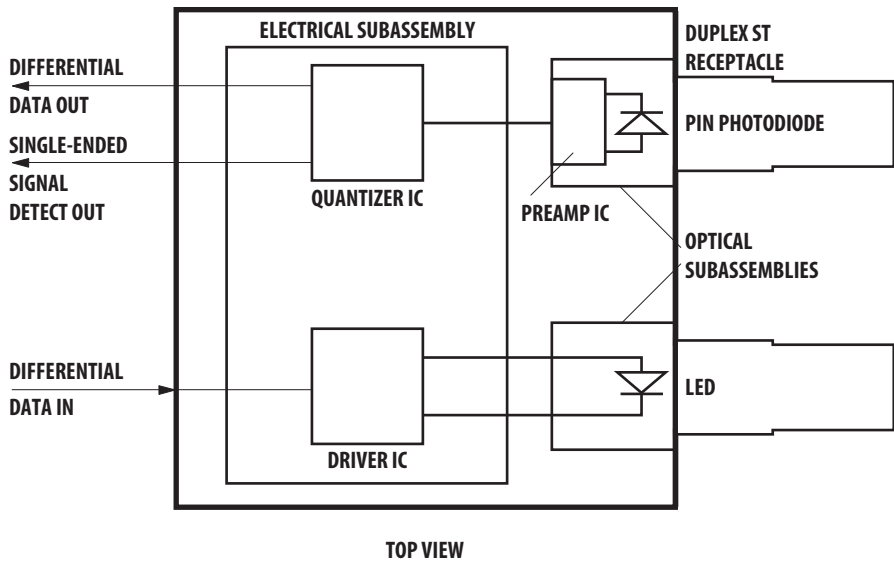 ELECTRICAL SUBASSEMBLY
DUPLEX ST
RECEPTACLE
DIFFERENTIAL
DATA OUT
PIN PHOTODIODE
SINGLE-ENDED
SIGNAL
DETECT OUT
QUANTIZER IC
PREAMP IC
OPTICAL
SUBASSEMBLIES
DIFFERENTIAL
DATA IN
LED
DRIVER IC
TOP VIEW